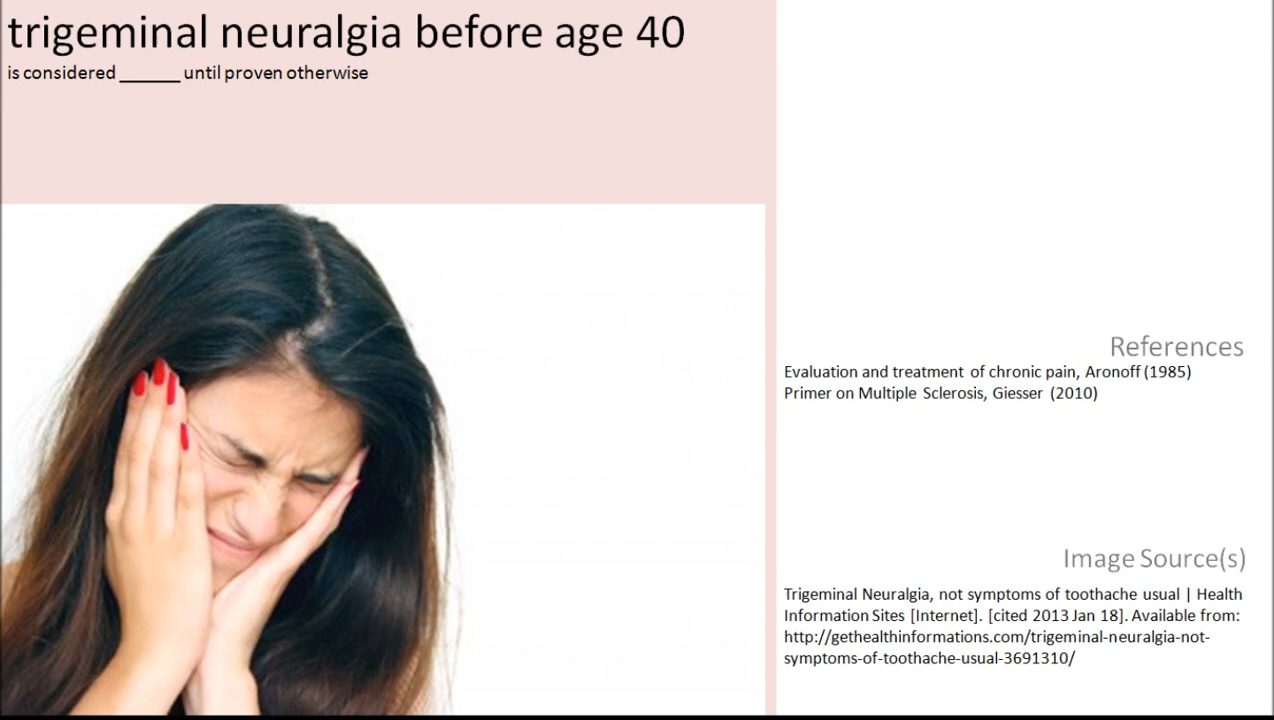 trigeminal neuralgia before age 40
is considered ______ until proven otherwise
References
Evaluation and treatment of chronic pain, Aronoff (1985)
Primer on Multiple Sclerosis, Giesser (2010)
Image Source(s)
Trigeminal Neuralgia, not symptoms of toothache usual | Health
Information Sites [Internet]. [cited 2013 Jan 18]. Available from:
http://gethealthinformations.com/trigeminal-neuralgia-not-
symptoms-of-toothache-usual-3691310/